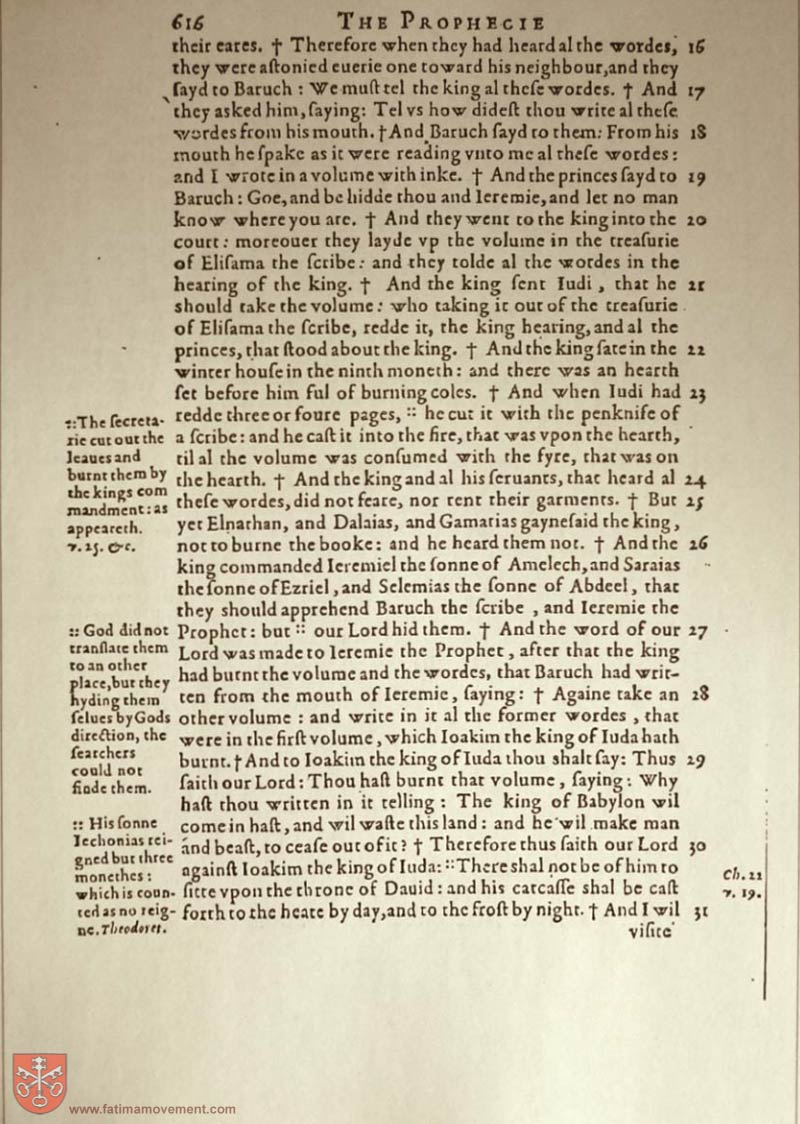 616 THE PROPHECIE
their eares. † Therefore when they had heard al the wordes, 16
they were aſtonied euerie one toward his neighbour,and they
ſayd to Baruch : We muſt tel the king al theſe wordes. † And 17
they asked him, ſaying: Tel vs how dideſt thou write al theſe
wordes from his mouth. † And Baruch ſayd to them: From his 18
mouth he ſpake as it were reading vnto me al theſe wordes:
and I wrote in a volume with inke. † And the princes ſayd to 19
Baruch : Goe, and be hidde thou and Ieremie, and let no man
know where you are. † And they went to the king into the 20
court: moreouer they layde vp the volume in the treaſurie
of Eliſama the ſcribe: and they tolde al the wordes in the
hearing of the king. † And the king ſent Iudi , that he 21
should take the volume: who taking it out of the treaſurie
of Eliſama the ſcribe, redde it, the king hearing, and al the
princes, that ſtood about the king. † And the king ſate in the 22
winter houſe in the ninth moneth: and there was an hearth
ſet before him ful of burning coles. † And when Iudi had 23
redde three or foure pages, :: he cut it with the penknife of
a ſcribe: and he caſt it into the fire, that was vpon the hearth,
til al the volume was conſumed with the fyre, that was on
the hearth. † And the king and al his ſeruants, that heard al 24
theſe wordes, did not feare, nor rent their garments. † But 25
yet Elnathan, and Dalaias, and Gamarias gayneſaid the king,
not to burne the booke: and he heard them not. † And the 26
king commanded Ieremiel the ſonne of Amelech, and Saraias
the ſonne of Ezriel, and Selemias the ſonne of Abdeel, that
they should apprehend Baruch the ſcribe , and Ieremie the
Prophet: but :: our Lord hid them. † And the word of our 27
Lord was made to Ieremie the Prophet, after that the king
had burnt the volume and the wordes, that Baruch had writ-
ten from the mouth of Ieremie, ſaying: † Againe take an 28
other volume : and write in it al the former wordes , that
were in the firſt volume, which Ioakim the king of Iuda hath
burnt. † And to Ioakim the king of Iuda thou shalt ſay: Thus 29
ſaith our Lord: Thou haſt burnt that volume , ſaying: Why
haſt thou written in it telling : The king of Babylon wil
come in haſt, and wil waſte this land: and he wil make man
and beaſt, to ceaſe out of it? † Therefore thus ſaith our Lord 30
againſt Ioakim the king of Iuda: :: There shal not be of him to
ſitte vpon the throne of Dauid: and his carcaſſe shal be caſt
forth to the heate by day, and to the froſt by night. † And I wil 31
viſite
::The ſecreta-
rie cut out the
leaues and
burnt them by
the kings com
mandment: as
appeareth.
v. 25. &c.
:: God did not
tranſlate them
to an other
place,but they
hyding them
ſelues by Gods
direction, the
ſearchers
could not
finde them.
:: His ſonne
Iechonias rei-
gned but three
monethes:
which is coun-
ted as no reig-
ne. Theodoret.
Ch. 22
v. 19.
www.fatimamovement.com